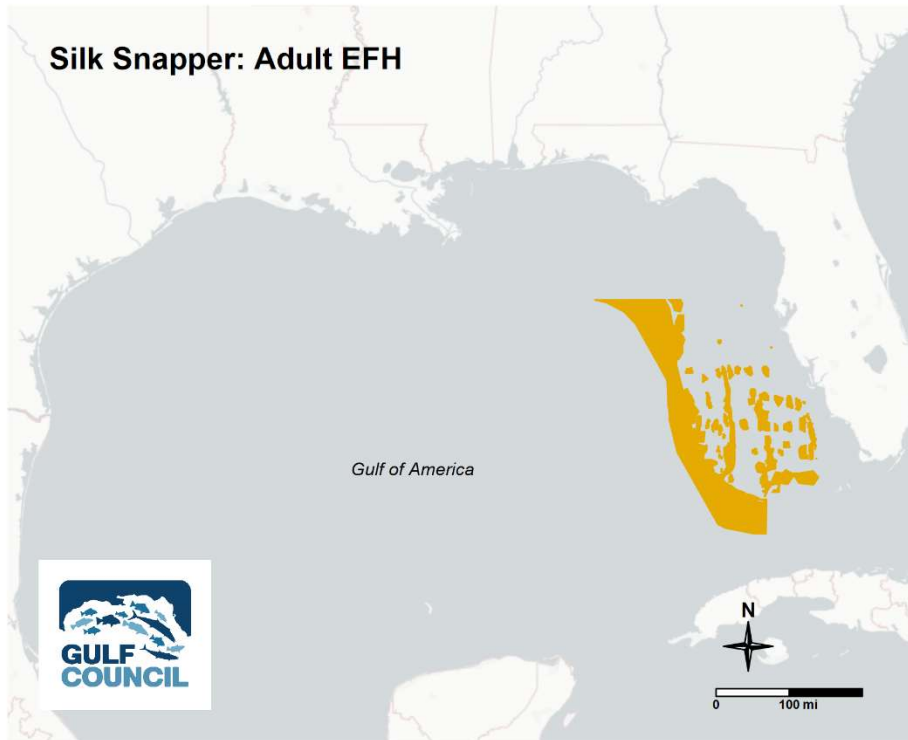 Silk Snapper: Adult EFH
Gulf of America
GULF
COUNCIL
N
0 100 mi